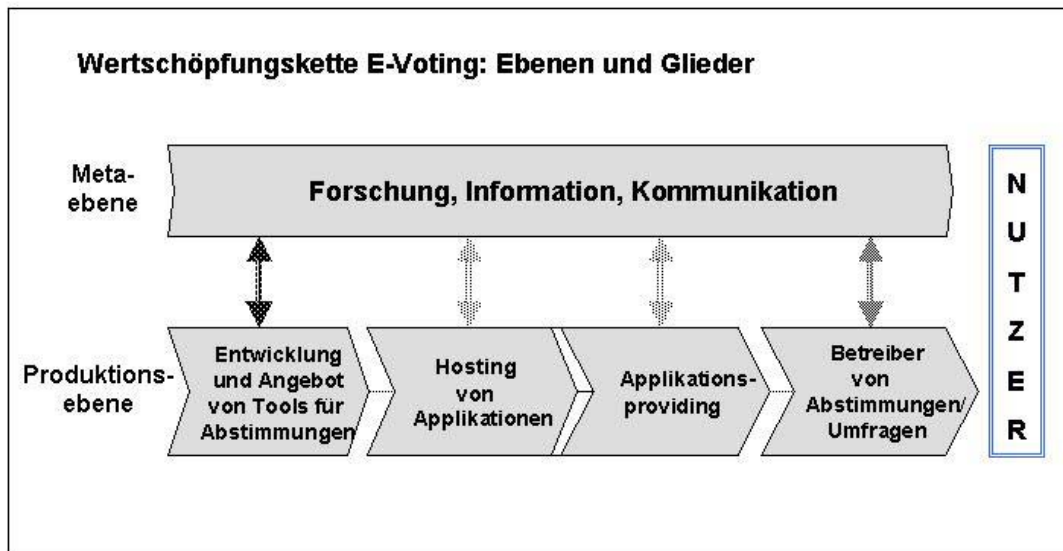 Wertschöpfungskette E-Voting: Ebenen und Glieder
Meta-
ebene
Forschung, Information, Kommunikation
Produktions-
ebene
Entwicklung
und Angebot
von Tools für
Abstimmungen
Hosting
von
Applikationen
Applikations-
providing
Betreiber
von
Abstimmungen/
Umfragen
N
U
T
Z
E
R